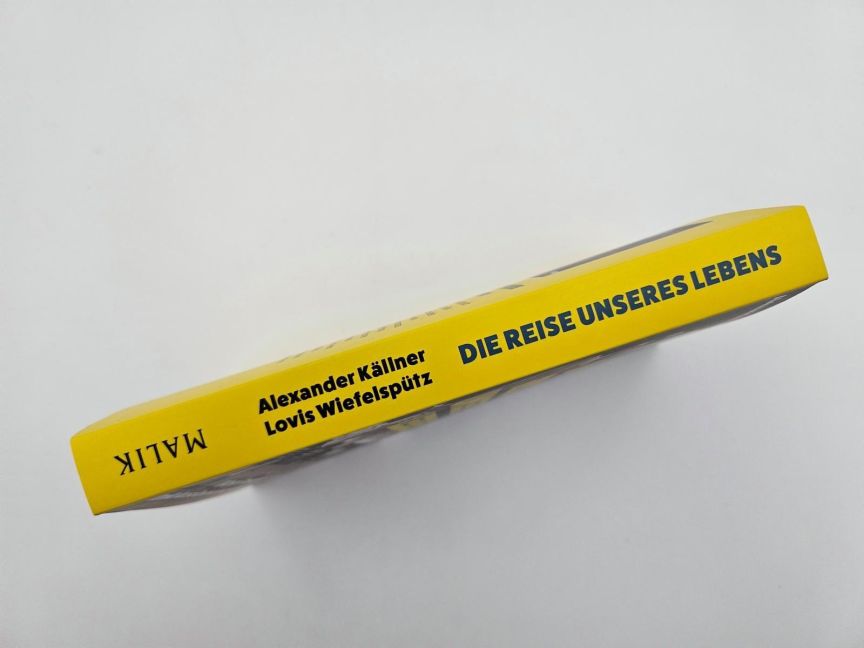 MALIK
Alexander Källner
Lovis Wiefelspütz
DIE REISE UNSERES LEBENS